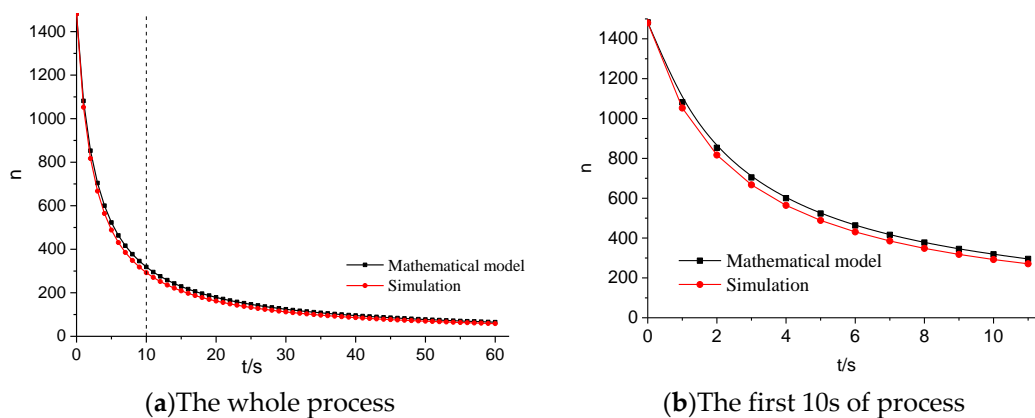 1400
1200
1000
800
600
400
200
0
n
0
10
20
30
40
50
60
t/s
Mathematical model
Simulation
(a)The whole process
1400
1200
1000
800
600
400
200
0
n
0
2
4
6
8
10
t/s
Mathematical model
Simulation
(b)The first 10s of process